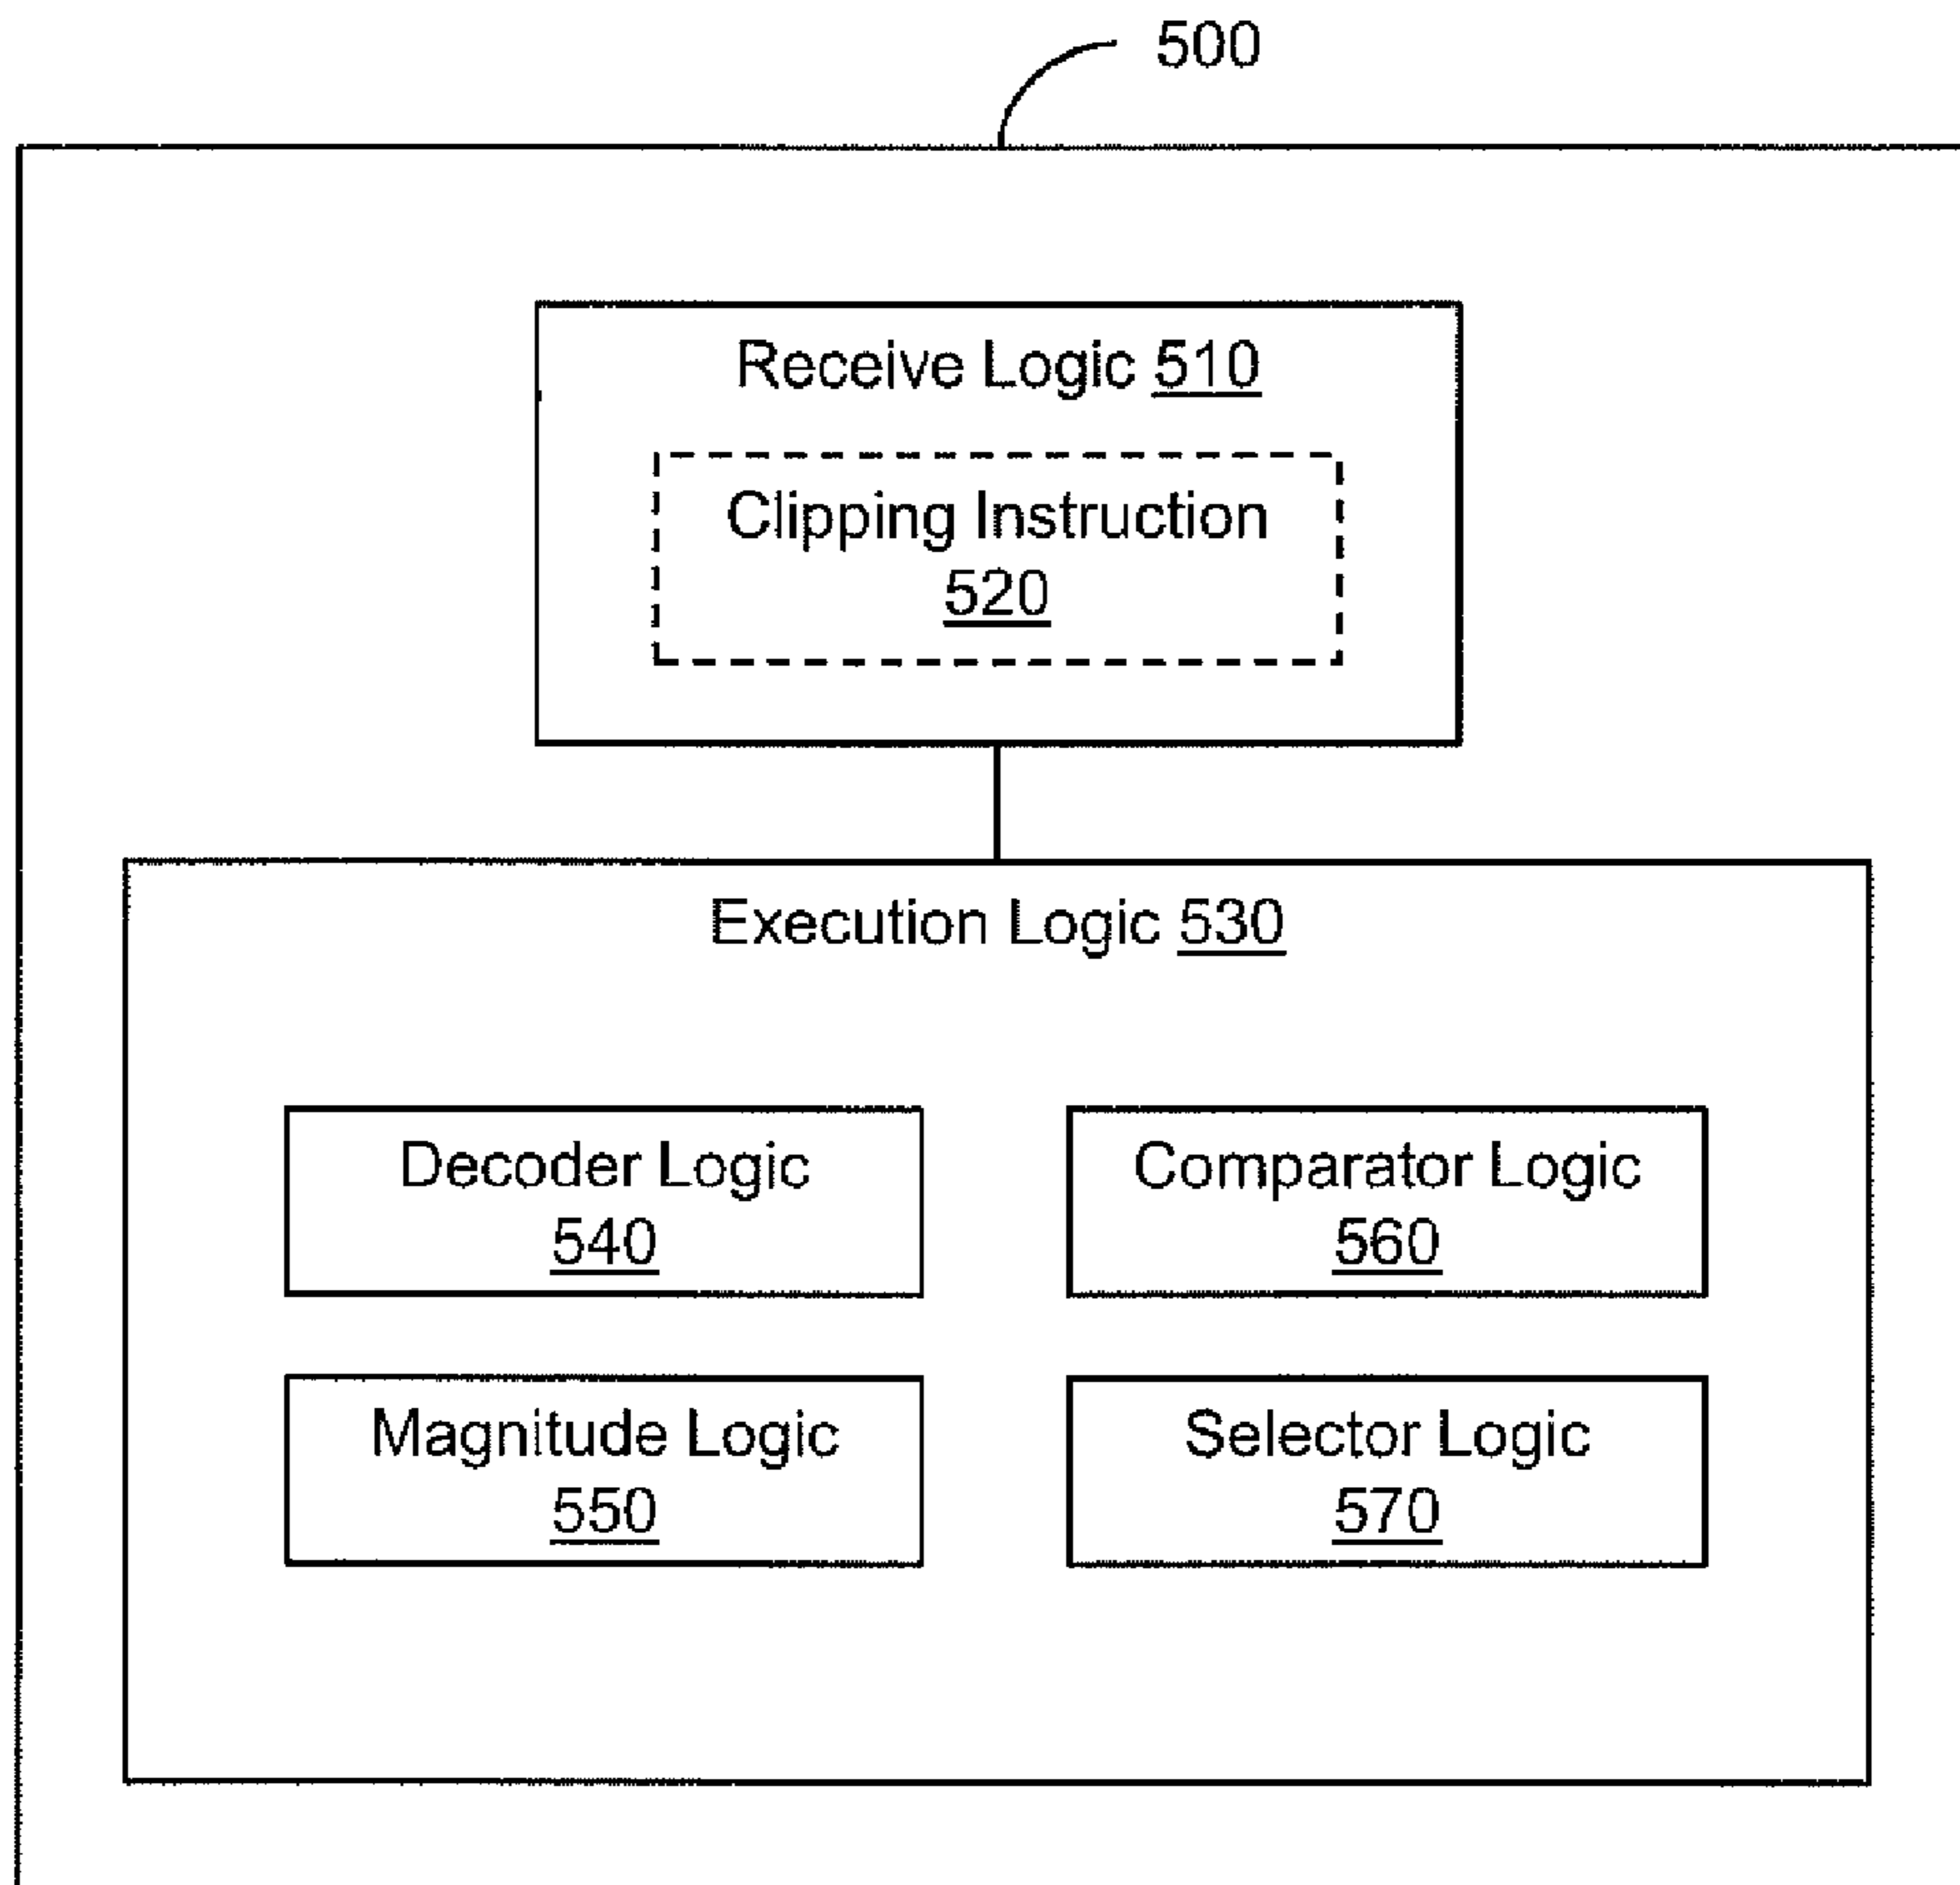 500
Receive Logic 510
Clipping Instruction
520
Execution Logic 530
Decoder Logic
540
Comparator Logic
560
Magnitude Logic
550
Selector Logic
570